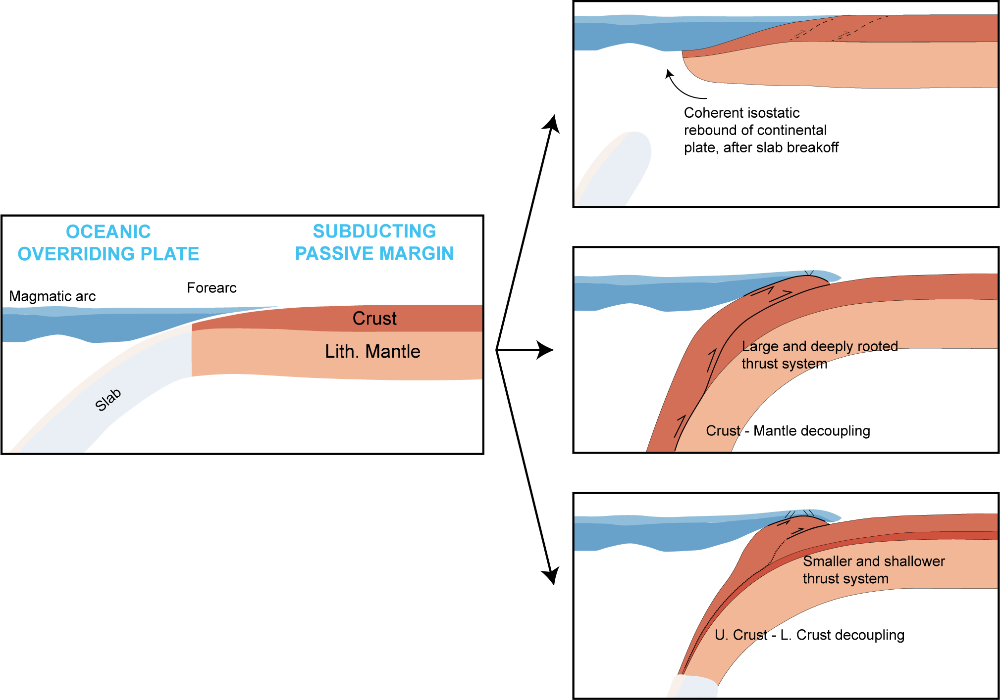 OCEANIC
OVERRIDING PLATE
SUBDUCTING
PASSIVE MARGIN
Magmatic arc
Forearc
Crust
Lith. Mantle
Slab
Coherent isostatic
rebound of continental
plate, after slab breakoff
Large and deeply rooted
thrust system
Crust - Mantle decoupling
Smaller and shallower
thrust system
U. Crust - L. Crust decoupling